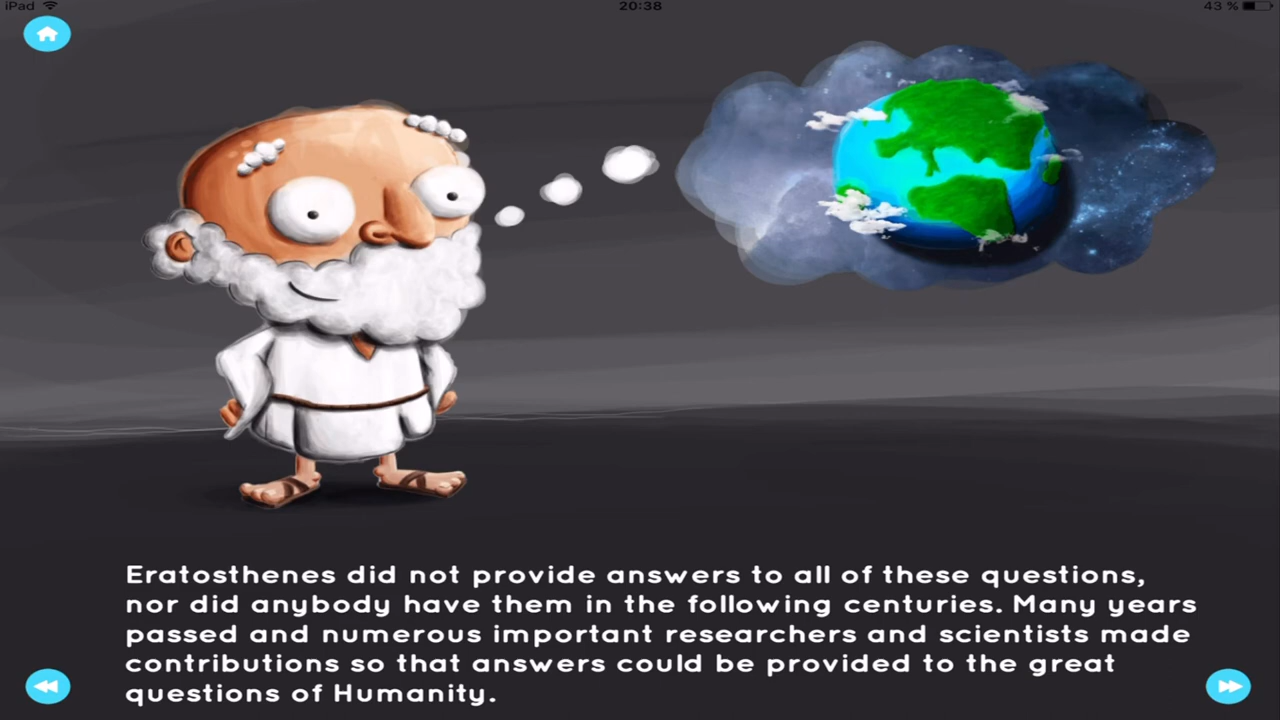 iPad 20:38 43 %
Eratosthenes did not provide answers to all of these questions,
nor did anybody have them in the following centuries. Many years
passed and numerous important researchers and scientists made
contributions so that answers could be provided to the great
questions of Humanity.